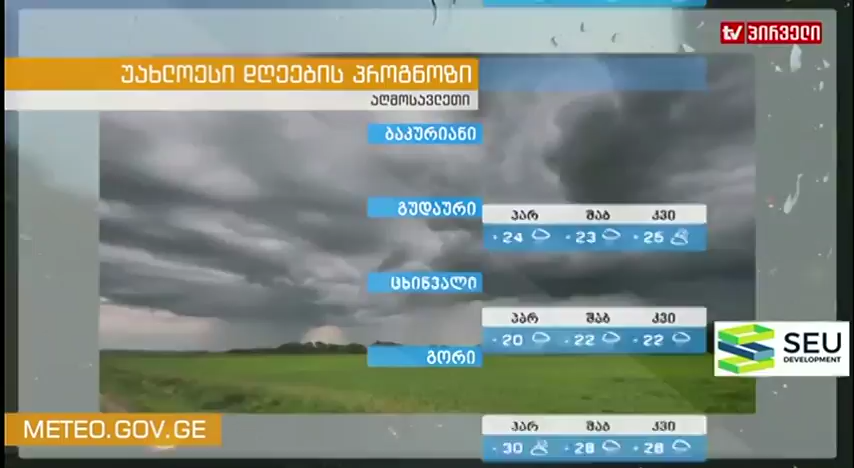 tv პირველი
უახლოესი დღეების პროგნოზი
აღმოსავლეთი
ბაკურიანი
გუდაური
პარ შაბ კვი
+24 +23 +25
ცხინვალი
პარ შაბ კვი
+20 +22 +22
SEU
DEVELOPMENT
გორი
METEO.GOV.GE
პარ შაბ კვი
+30 +28 +28